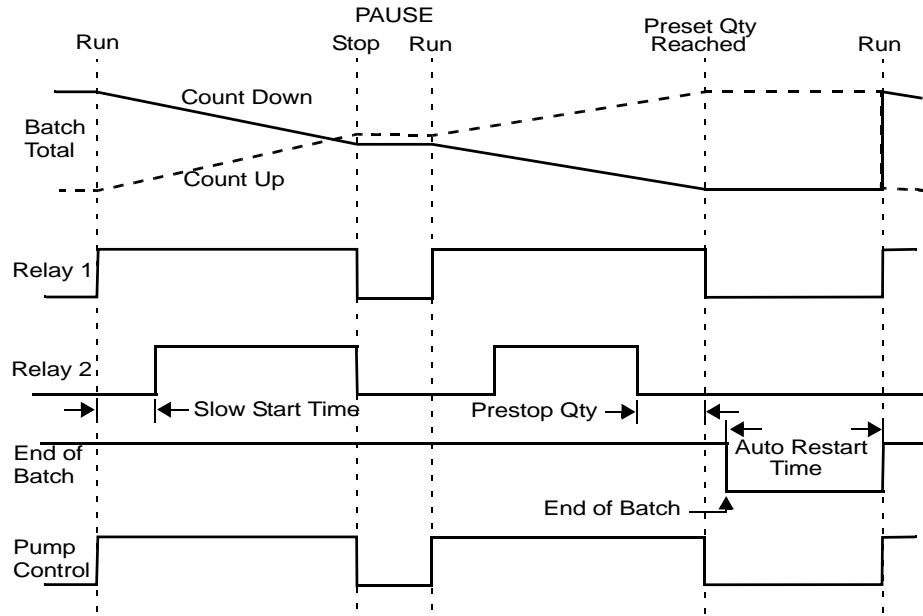 PAUSE
Run
Stop
Run
Preset Qty
Reached
Run
Count Down
Batch
Total
Count Up
Relay 1
Relay 2
Slow Start Time
Prestop Qty
End of
Batch
Auto Restart
Time
End of Batch
Pump
Control